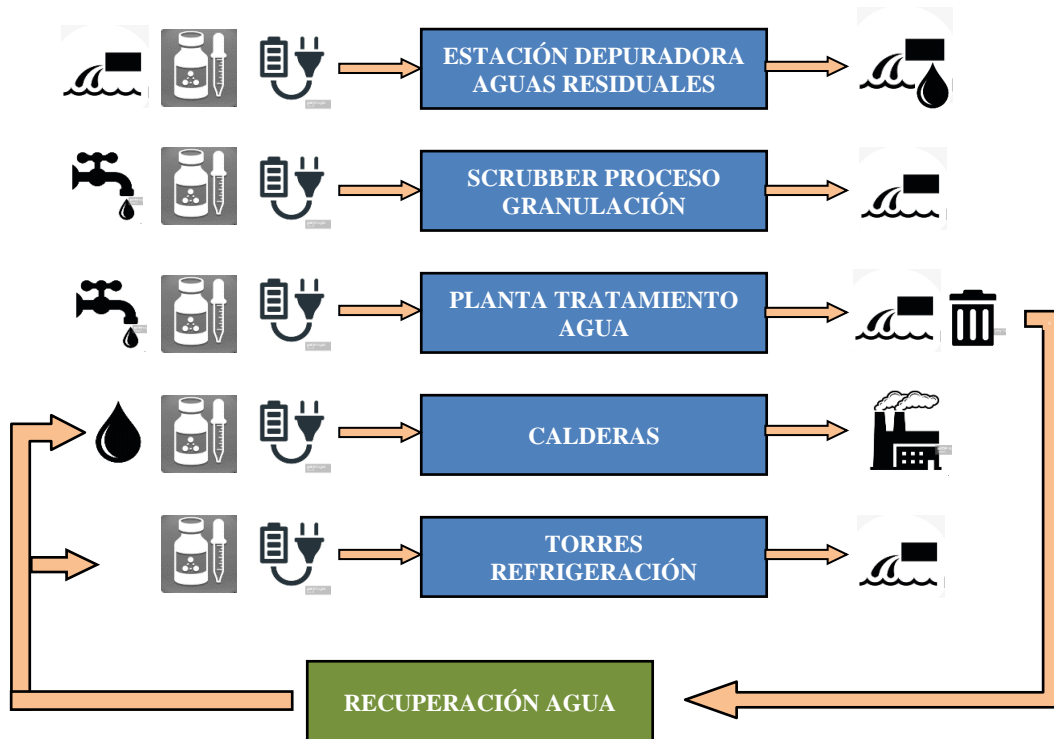 ESTACIÓN DEPURADORA
AGUAS RESIDUALES
SCRUBBER PROCESO
GRANULACIÓN
PLANTA TRATAMIENTO
AGUA
CALDERAS
TORRES
REFRIGERACIÓN
RECUPERACIÓN AGUA